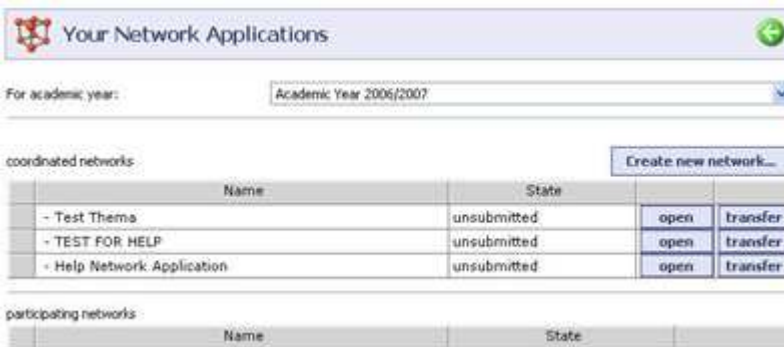 Your Network Applications
For academic year: Academic Year 2006/2007
coordinated networks Create new network...
Name State
- Test Thema unsubmitted open transfer
- TEST FOR HELP unsubmitted open transfer
- Help Network Application unsubmitted open transfer
participating networks
Name State